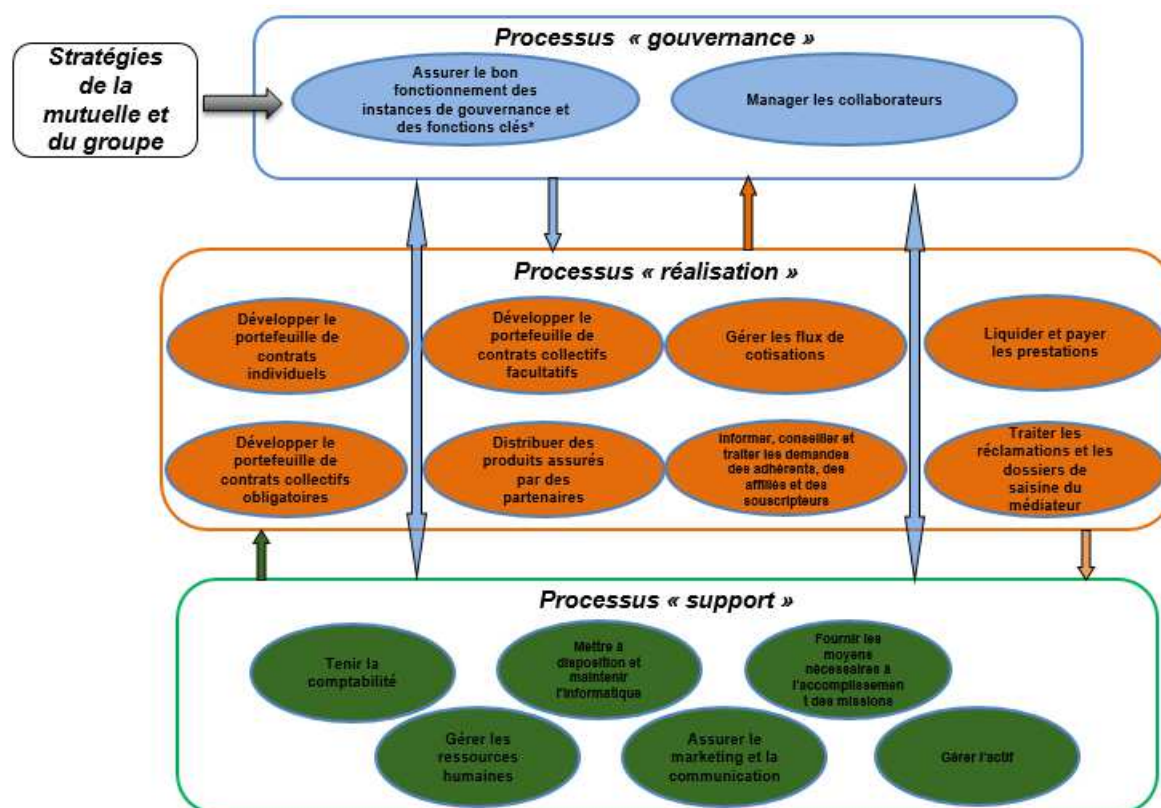 Stratégies
de la
mutuelle et
du groupe
Processus « gouvernance »
Assurer le bon
fonctionnement des
instances de gouvernance et
des fonctions clés*
Manager les collaborateurs
Processus « réalisation »
Développer le
portefeuille de
contrats
individuels
Développer le
portefeuille de
contrats collectifs
facultatifs
Gérer les flux de
cotisations
Liquider et payer
les prestations
Développer le
portefeuille de
contrats collectifs
obligatoires
Distribuer des
produits assurés
par des
partenaires
Informer, conseiller et
traiter les demandes
des adhérents, des
affiliés et des
souscripteurs
Traiter les
réclamations et les
dossiers de
saisine du
médiateur
Processus « support »
Tenir la
comptabilité
Mettre à
disposition et
maintenir
l'informatique
Fournir les
moyens
nécessaires à
l'accomplissemen
t des missions
Gérer les
ressources
humaines
Assurer le
marketing et la
communication
Gérer l'actif